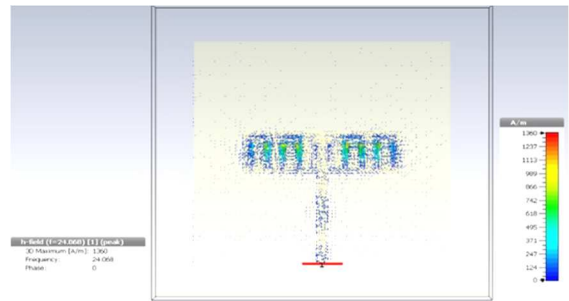 A/m
1360
1237
1113
989
866
742
618
495
371
247
124
0
h-field (f=24.068) [1] (peak)
3D Maximum [A/m]: 1360
Frequency: 24.068
Phase: 0
1